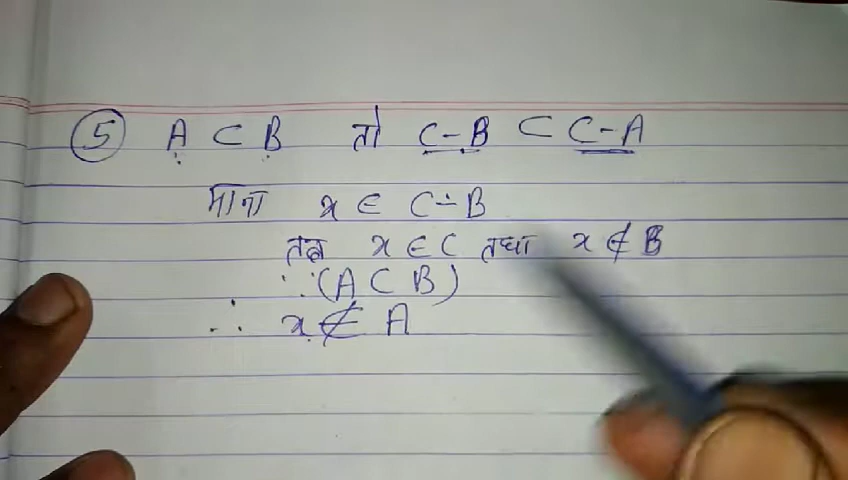 5 A ⊂ B तो C-B ⊂ C-A
माना x ∈ C-B
तब x ∈ C तथा x ∉ B
∵ (A ⊂ B)
∴ x ∉ A